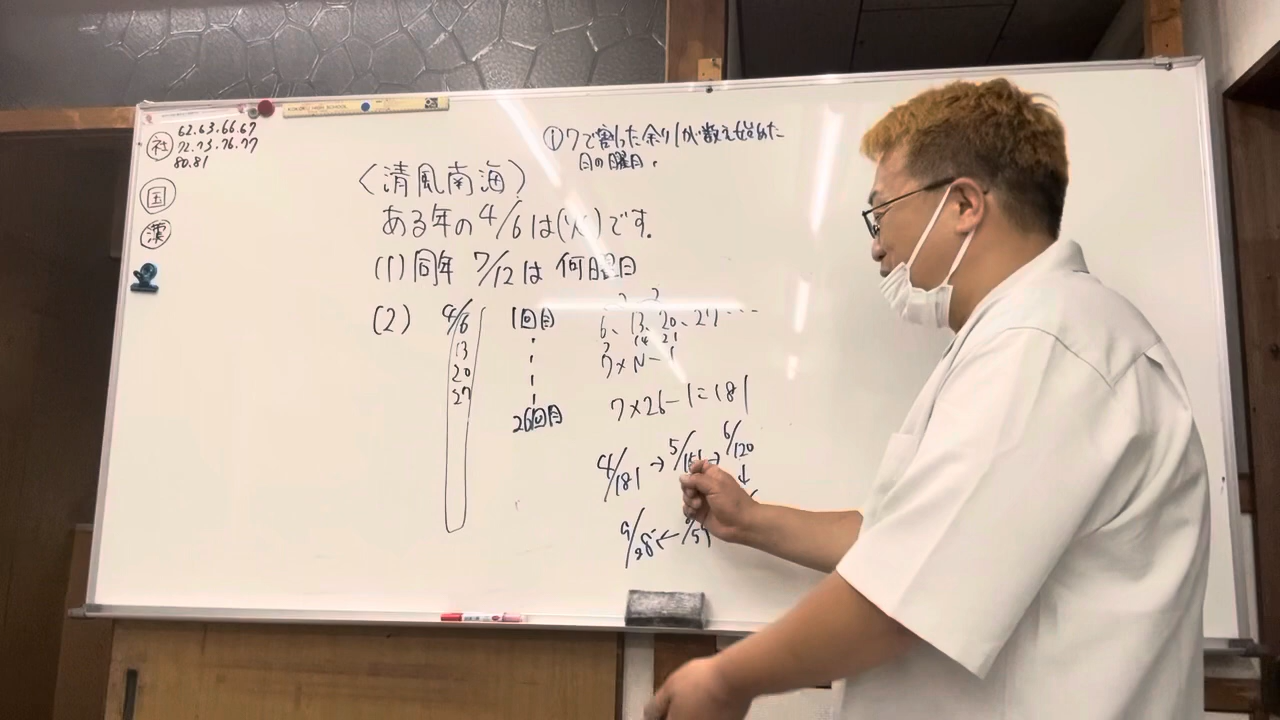 社 62.63.66.67
72.73.76.77
80.81
国
漢
①7で割った余り1が数え始めた
日の曜日.
〈清風南海〉
ある年の4/6は(火)です.
(1)同年 7/12は 何曜日
(2) 4/6
13
20
27
1回目
26回目
6、13、20、27…
7 14 21
7×N-1
7×26-1=181
4/181→5/151→6/120
↓
9/28←8/59